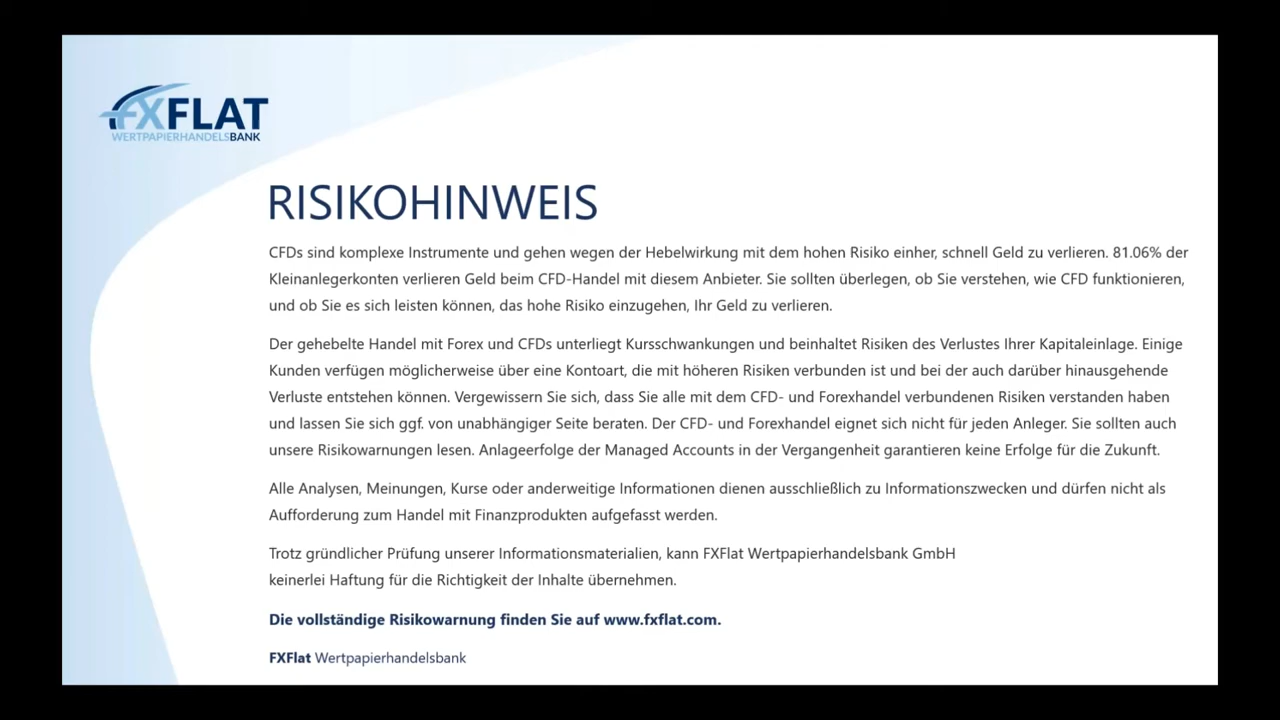 FXFLAT
WERTPAPIERHANDELSBANK
RISIKOHINWEIS
CFDs sind komplexe Instrumente und gehen wegen der Hebelwirkung mit dem hohen Risiko einher, schnell Geld zu verlieren. 81.06% der
Kleinanlegerkonten verlieren Geld beim CFD-Handel mit diesem Anbieter. Sie sollten überlegen, ob Sie verstehen, wie CFD funktionieren,
und ob Sie es sich leisten können, das hohe Risiko einzugehen, Ihr Geld zu verlieren.
Der gehebelte Handel mit Forex und CFDs unterliegt Kursschwankungen und beinhaltet Risiken des Verlustes Ihrer Kapitaleinlage. Einige
Kunden verfügen möglicherweise über eine Kontoart, die mit höheren Risiken verbunden ist und bei der auch darüber hinausgehende
Verluste entstehen können. Vergewissern Sie sich, dass Sie alle mit dem CFD- und Forexhandel verbundenen Risiken verstanden haben
und lassen Sie sich ggf. von unabhängiger Seite beraten. Der CFD- und Forexhandel eignet sich nicht für jeden Anleger. Sie sollten auch
unsere Risikowarnungen lesen. Anlageerfolge der Managed Accounts in der Vergangenheit garantieren keine Erfolge für die Zukunft.
Alle Analysen, Meinungen, Kurse oder anderweitige Informationen dienen ausschließlich zu Informationszwecken und dürfen nicht als
Aufforderung zum Handel mit Finanzprodukten aufgefasst werden.
Trotz gründlicher Prüfung unserer Informationsmaterialien, kann FXFlat Wertpapierhandelsbank GmbH
keinerlei Haftung für die Richtigkeit der Inhalte übernehmen.
Die vollständige Risikowarnung finden Sie auf www.fxflat.com.
FXFlat Wertpapierhandelsbank